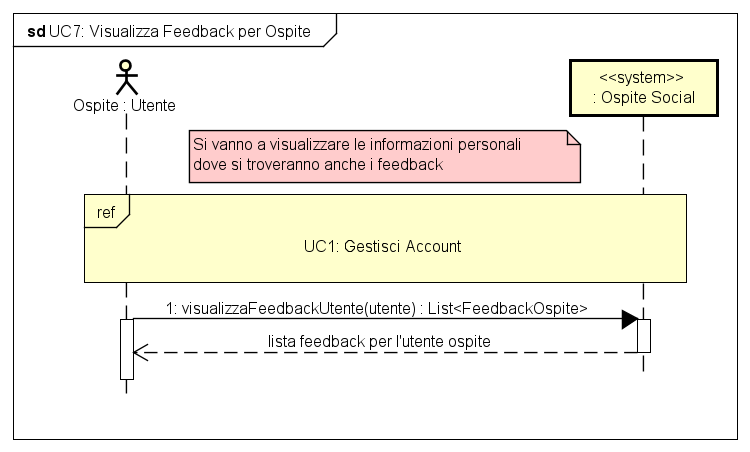 sd UC7: Visualizza Feedback per Ospite
Ospite : Utente
<<system>>
: Ospite Social
Si vanno a visualizzare le informazioni personali
dove si troveranno anche i feedback
ref
UC1: Gestisci Account
1: visualizzaFeedbackUtente(utente) : List<FeedbackOspite>
lista feedback per l'utente ospite